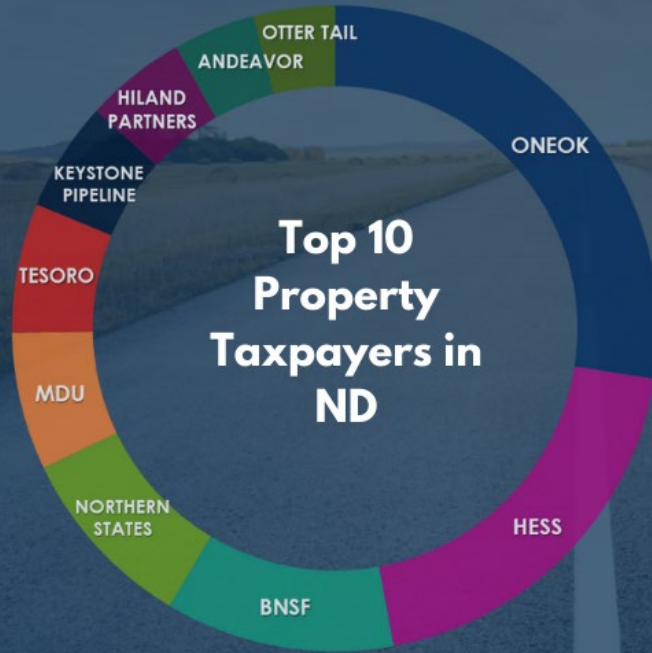 OTTER TAIL
ANDEAVOR
HILAND
PARTNERS
KEYSTONE
PIPELINE
TESORO
MDU
NORTHERN
STATES
BNSF
HESS
ONEOK
Top 10
Property
Taxpayers in
ND